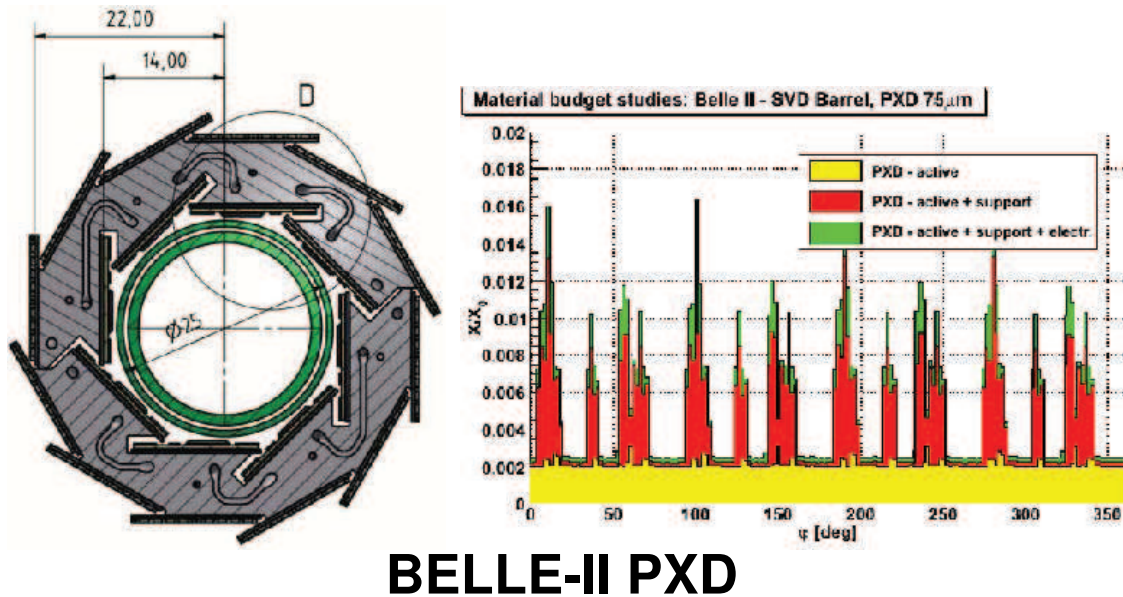 22,00
14,00
D
Ø25
Material budget studies: Belle II - SVD Barrel, PXD 75μm
0.02
0.018
0.016
0.014
0.012
0.01
0.008
0.006
0.004
0.002
0
X/X₀
PXD - active
PXD - active + support
PXD - active + support + electr.
0 50 100 150 200 250 300 350
φ [deg]
BELLE-II PXD